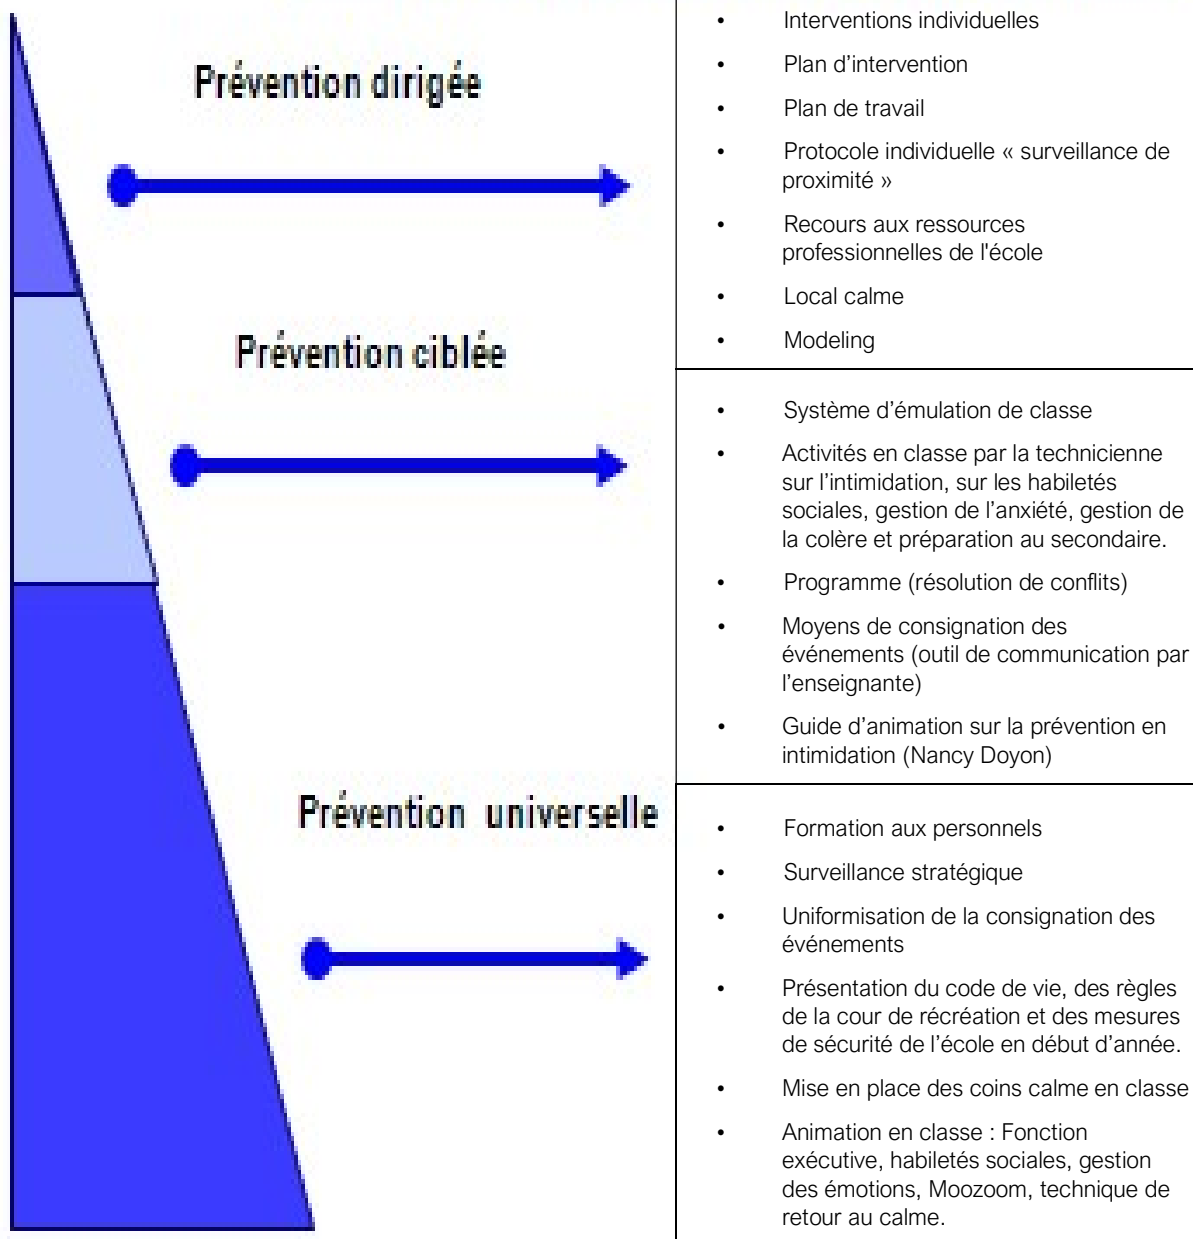 Prévention dirigée
• Interventions individuelles
• Plan d'intervention
• Plan de travail
• Protocole individuelle « surveillance de
proximité »
• Recours aux ressources
professionnelles de l'école
• Local calme
• Modeling
Prévention ciblée
• Système d'émulation de classe
• Activités en classe par la technicienne
sur l'intimidation, sur les habiletés
sociales, gestion de l'anxiété, gestion de
la colère et préparation au secondaire.
• Programme (résolution de conflits)
• Moyens de consignation des
événements (outil de communication par
l'enseignante)
• Guide d'animation sur la prévention en
intimidation (Nancy Doyon)
Prévention universelle
• Formation aux personnels
• Surveillance stratégique
• Uniformisation de la consignation des
événements
• Présentation du code de vie, des règles
de la cour de récréation et des mesures
de sécurité de l'école en début d'année.
• Mise en place des coins calme en classe
• Animation en classe : Fonction
exécutive, habiletés sociales, gestion
des émotions, Moozoom, technique de
retour au calme.